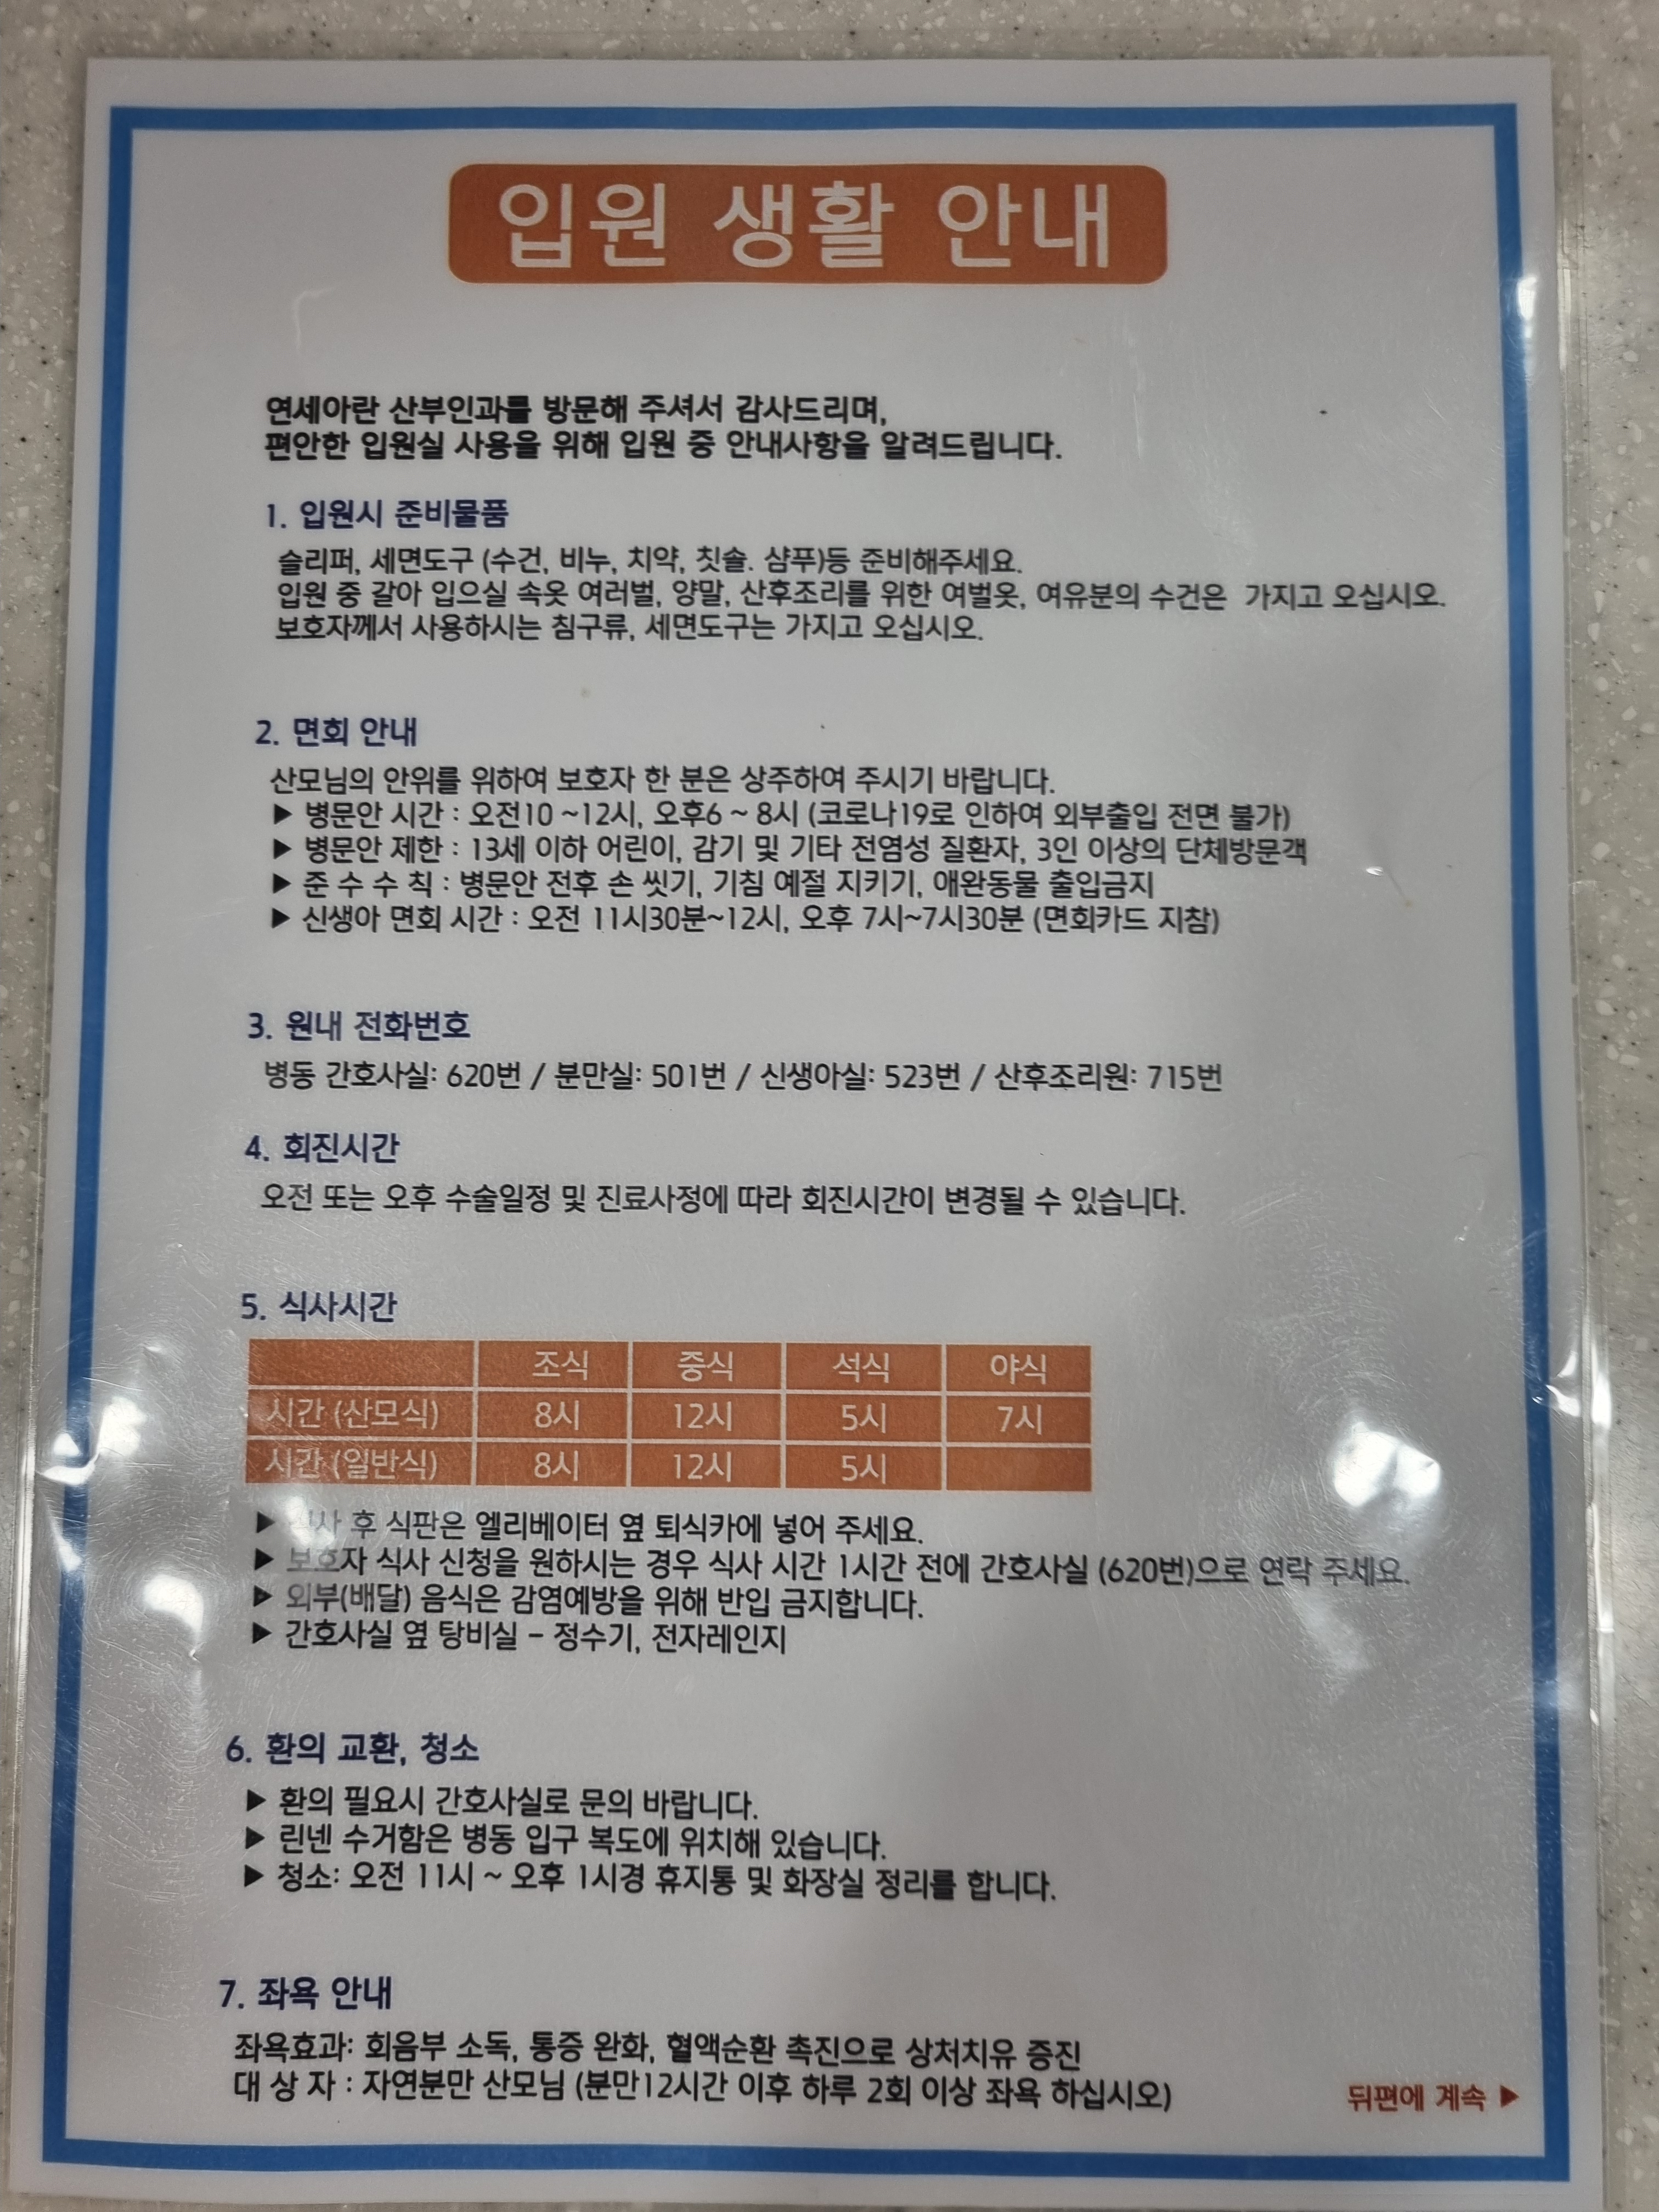 입원 생활 안내
연세아란 산부인과를 방문해 주셔서 감사드리며,
편안한 입원실 사용을 위해 입원 중 안내사항을 알려드립니다.
1. 입원시 준비물품
슬리퍼, 세면도구 (수건, 비누, 치약, 칫솔. 샴푸)등 준비해주세요.
입원 중 갈아 입으실 속옷 여러벌, 양말, 산후조리를 위한 여벌옷, 여유분의 수건은 가지고 오십시오.
보호자께서 사용하시는 침구류, 세면도구는 가지고 오십시오.
2. 면회 안내
산모님의 안위를 위하여 보호자 한 분은 상주하여 주시기 바랍니다.
▶ 병문안 시간 : 오전10 ~12시, 오후6 ~ 8시 (코로나19로 인하여 외부출입 전면 불가)
▶ 병문안 제한 : 13세 이하 어린이, 감기 및 기타 전염성 질환자, 3인 이상의 단체방문객
▶ 준 수 수 칙 : 병문안 전후 손 씻기, 기침 예절 지키기, 애완동물 출입금지
▶ 신생아 면회 시간 : 오전 11시30분~12시, 오후 7시~7시30분 (면회카드 지참)
3. 원내 전화번호
병동 간호사실: 620번 / 분만실: 501번 / 신생아실: 523번 / 산후조리원: 715번
4. 회진시간
오전 또는 오후 수술일정 및 진료사정에 따라 회진시간이 변경될 수 있습니다.
5. 식사시간
조식 중식 석식 야식
시간 (산모식) 8시 12시 5시 7시
시간 (일반식) 8시 12시 5시
▶ 식사 후 식판은 엘리베이터 옆 퇴식카에 넣어 주세요.
▶ 보호자 식사 신청을 원하시는 경우 식사 시간 1시간 전에 간호사실 (620번)으로 연락 주세요.
▶ 외부(배달) 음식은 감염예방을 위해 반입 금지합니다.
▶ 간호사실 옆 탕비실 - 정수기, 전자레인지
6. 환의 교환, 청소
▶ 환의 필요시 간호사실로 문의 바랍니다.
▶ 린넨 수거함은 병동 입구 복도에 위치해 있습니다.
▶ 청소: 오전 11시 ~ 오후 1시경 휴지통 및 화장실 정리를 합니다.
7. 좌욕 안내
좌욕효과: 회음부 소독, 통증 완화, 혈액순환 촉진으로 상처치유 증진
대 상 자 : 자연분만 산모님 (분만12시간 이후 하루 2회 이상 좌욕 하십시오)
뒤편에 계속 ▶